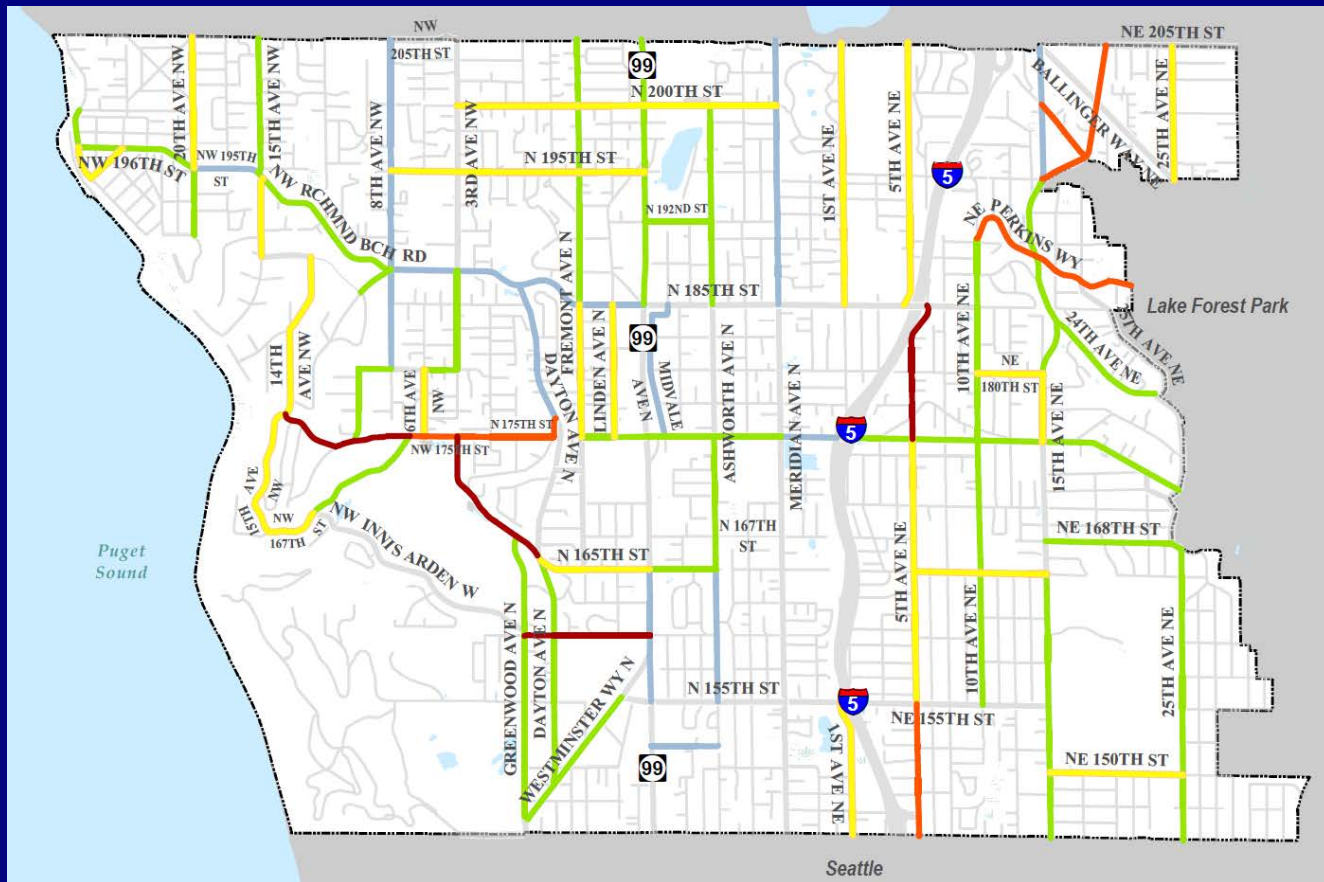 NW
205TH ST
99
NE 205TH ST
20TH AVE NW
15TH AVE NW
8TH AVE NW
3RD AVE NW
N 200TH ST
1ST AVE NE
5TH AVE NE
BALLINGER WAY NE
25TH AVE NE
NW 196TH ST
NW 195TH
ST
N 195TH ST
5
N 192ND ST
NE PERKINS WY
NW RCHMND BCH RD
N 185TH ST
Lake Forest Park
14TH
AVE NW
6TH AVE
NW
DAYTON AVE N
FREMONT AVE N
LINDEN AVE N
99
AVE N
MIDVALE
ASHWORTH AVE N
MERIDIAN AVE N
10TH AVE NE
NE
180TH ST
15TH AVE NE
24TH AVE NE
25TH AVE NE
N 175TH ST
NW 175TH ST
5
15TH AVE
NW
NW
167TH
ST
NW INNIS ARDEN W
N 165TH ST
N 167TH
ST
NE 168TH ST
Puget
Sound
GREENWOOD AVE N
DAYTON AVE N
WESTMINSTER WY N
N 155TH ST
5
5TH AVE NE
10TH AVE NE
NE 155TH ST
25TH AVE NE
99
1ST AVE NE
NE 150TH ST
Seattle